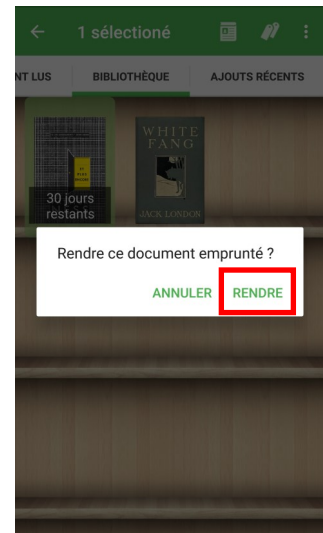 1 sélectioné
NT LUS BIBLIOTHÈQUE AJOUTS RÉCENTS
WHITE
FANG
30 jours
restants
JACK LONDON
Rendre ce document emprunté ?
ANNULER RENDRE